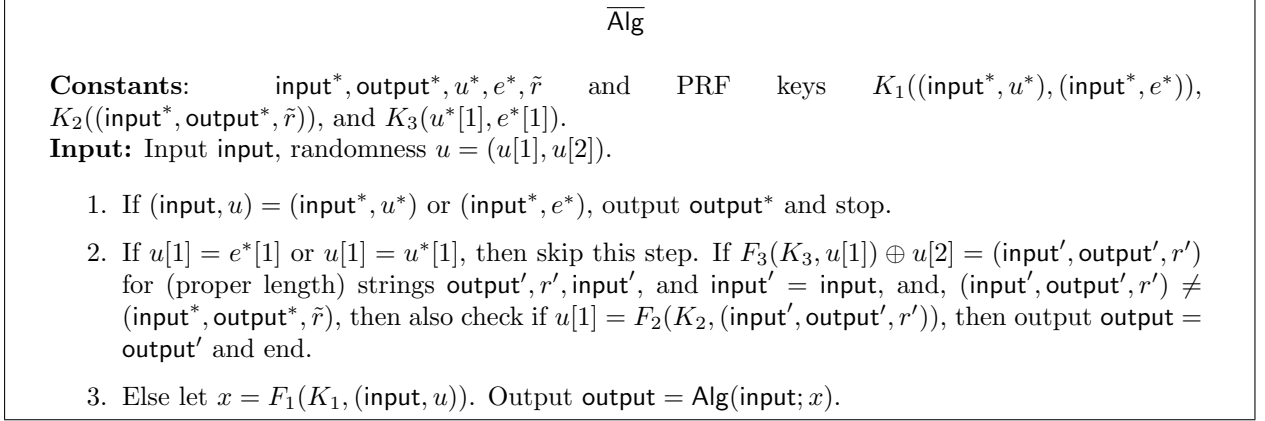 Alg
Constants: input*, output*, u*, e*, r̃ and PRF keys K₁((input*, u*), (input*, e*)),
K₂((input*, output*, r̃)), and K₃(u*[1], e*[1]).
Input: Input input, randomness u = (u[1], u[2]).
1. If (input, u) = (input*, u*) or (input*, e*), output output* and stop.
2. If u[1] = e*[1] or u[1] = u*[1], then skip this step. If F₃(K₃, u[1]) ⊕ u[2] = (input′, output′, r′)
for (proper length) strings output′, r′, input′, and input′ = input, and, (input′, output′, r′) ≠
(input*, output*, r̃), then also check if u[1] = F₂(K₂, (input′, output′, r′)), then output output =
output′ and end.
3. Else let x = F₁(K₁, (input, u)). Output output = Alg(input; x).